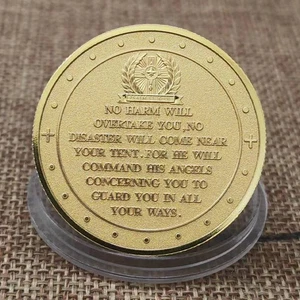 NO HARM WILL
OVERTAKE YOU, NO
DISASTER WILL COME NEAR
YOUR TENT. FOR HE WILL
COMMAND HIS ANGELS
CONCERNING YOU TO
GUARD YOU IN ALL
YOUR WAYS.